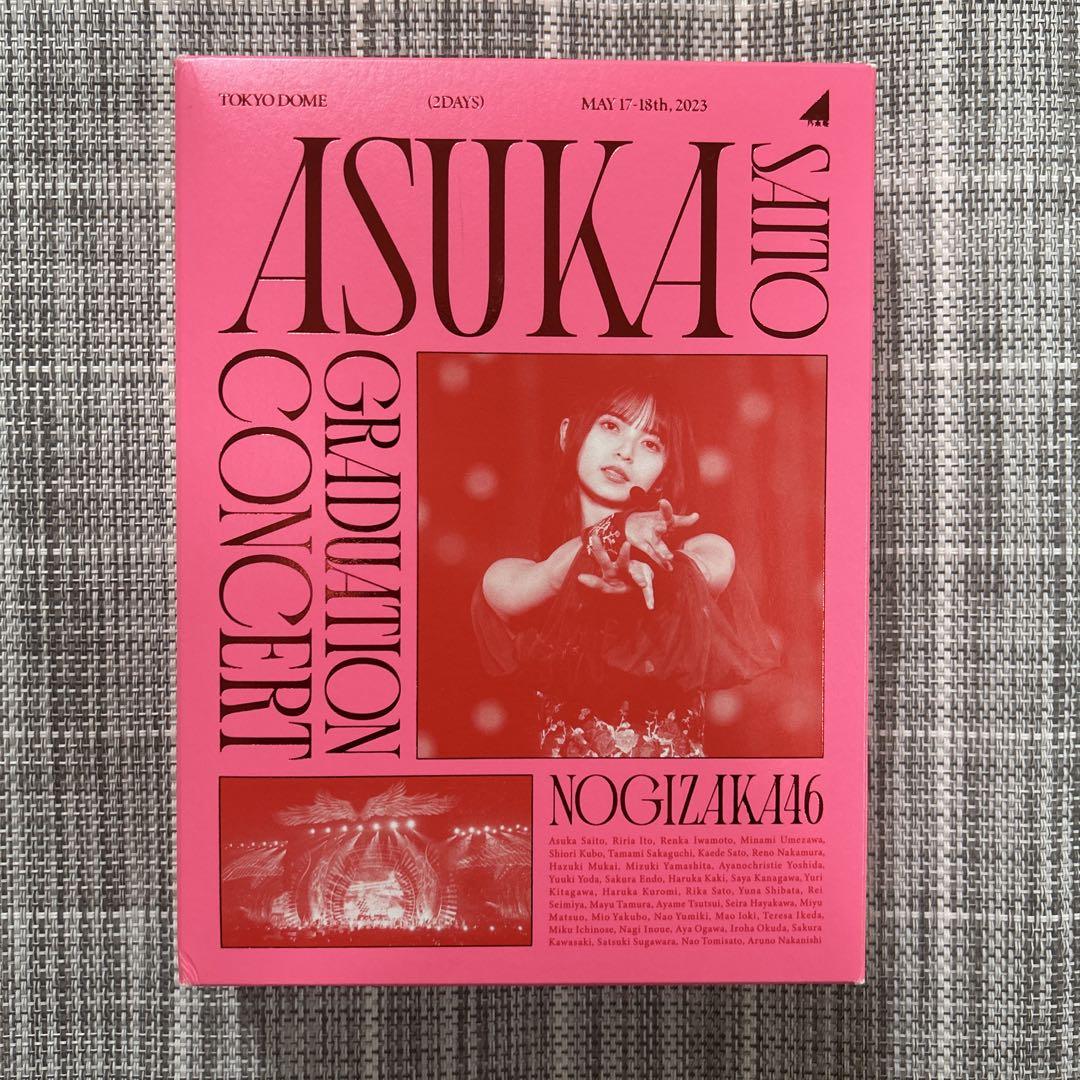 TOKYO DOME (2DAYS) MAY 17-18th, 2023
ASUKA
SAITO
GRADUATION
CONCERT
NOGIZAKA46
Asuka Saito, Riria Ito, Renka Iwamoto, Minami Umezawa,
Shiori Kubo, Tamami Sakaguchi, Kaede Sato, Reno Nakamura,
Hazuki Mukai, Mizuki Yamashita, Ayanochristie Yoshida,
Yuuki Yoda, Sakura Endo, Haruka Kaki, Saya Kanagawa, Yuri
Kitagawa, Haruka Kuromi, Rika Sato, Yuna Shibata, Rei
Seimiya, Mayu Tamura, Ayame Tsutsui, Seira Hayakawa, Miyu
Matsuo, Mio Yakubo, Nao Yumiki, Mao Ioki, Teresa Ikeda,
Miku Ichinose, Nagi Inoue, Aya Ogawa, Iroha Okuda, Sakura
Kawasaki, Satsuki Sugawara, Nao Tomisato, Aruno Nakanishi